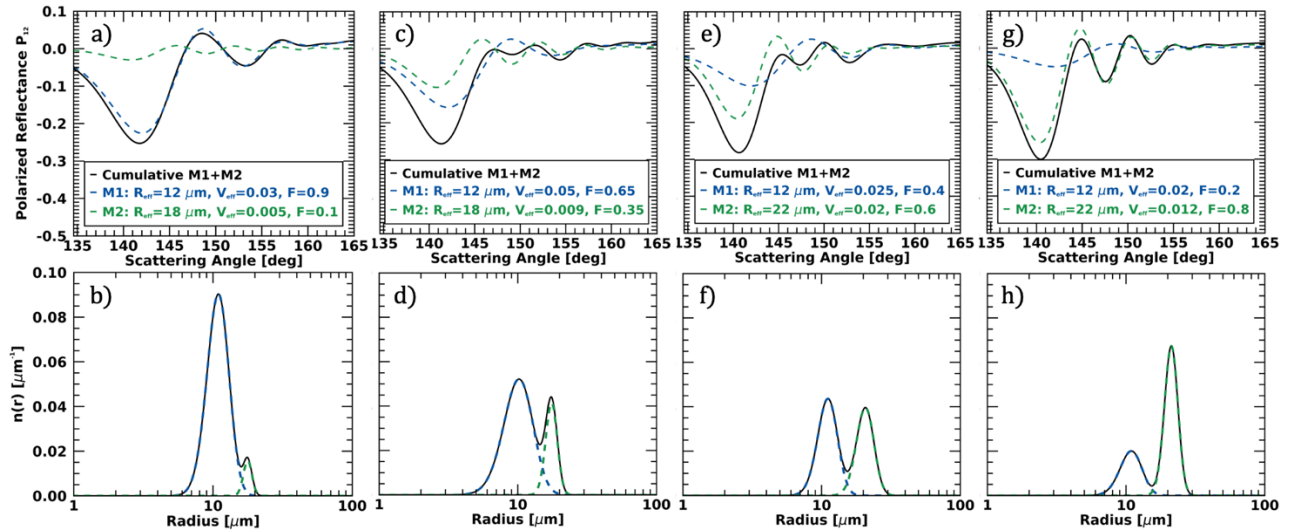 a)
c)
e)
g)
Polarized Reflectance P₁₂
0.1
0.0
-0.1
-0.2
-0.3
-0.4
-0.5
Cumulative M1+M2
M1: Reff=12 μm, Veff=0.03, F=0.9
M2: Reff=18 μm, Veff=0.005, F=0.1
Cumulative M1+M2
M1: Reff=12 μm, Veff=0.05, F=0.65
M2: Reff=18 μm, Veff=0.009, F=0.35
Cumulative M1+M2
M1: Reff=12 μm, Veff=0.025, F=0.4
M2: Reff=22 μm, Veff=0.02, F=0.6
Cumulative M1+M2
M1: Reff=12 μm, Veff=0.02, F=0.2
M2: Reff=22 μm, Veff=0.012, F=0.8
135 140 145 150 155 160 165
140 145 150 155 160 165
140 145 150 155 160 165
140 145 150 155 160 165
Scattering Angle [deg]
Scattering Angle [deg]
Scattering Angle [deg]
Scattering Angle [deg]
b)
d)
f)
h)
n(r) [μm⁻¹]
0.10
0.08
0.06
0.04
0.02
0.00
1 10 100
1 10 100
1 10 100
1 10 100
Radius [μm]
Radius [μm]
Radius [μm]
Radius [μm]